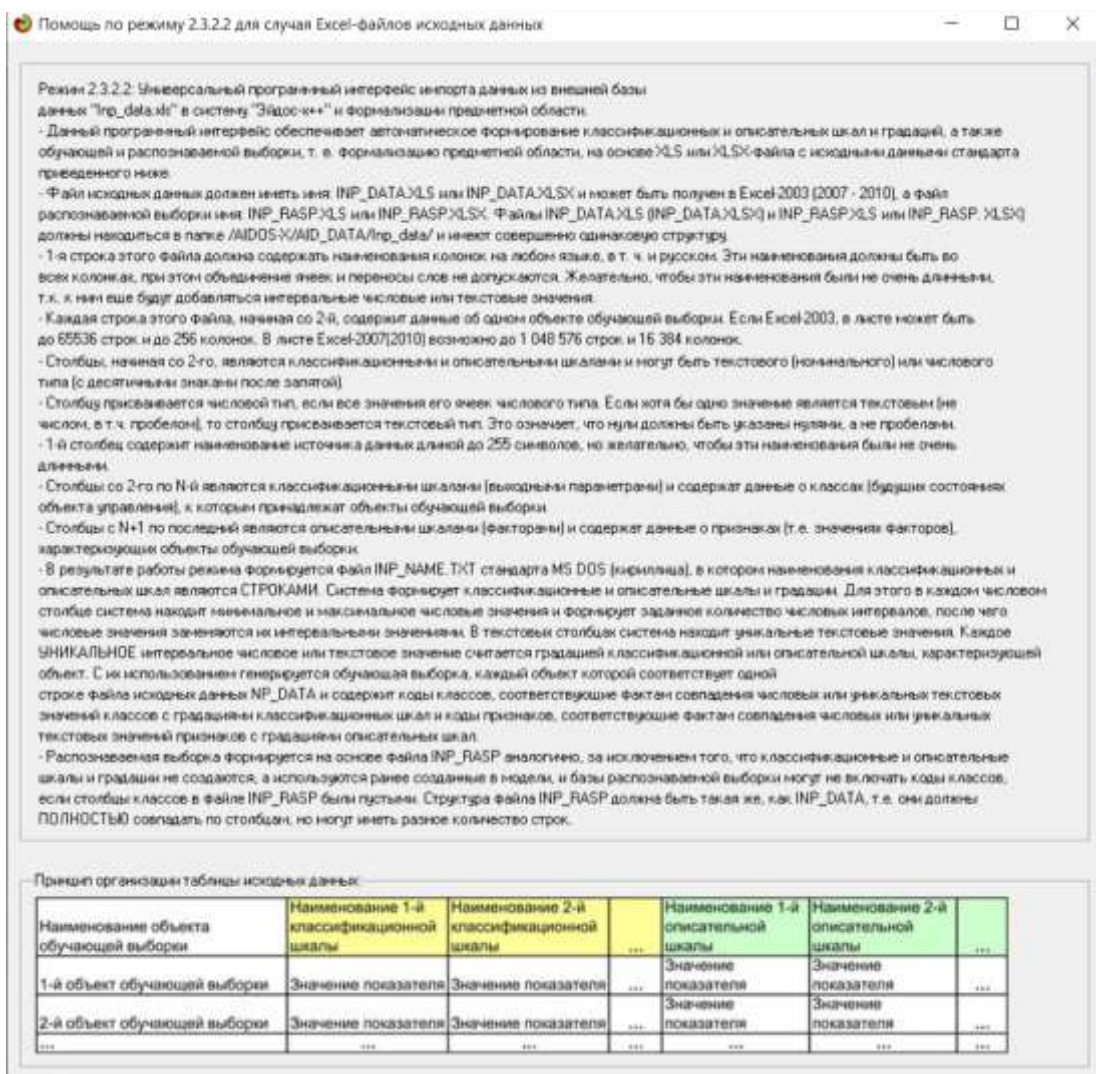 Помощь по режиму 2.3.2.2 для случая Excel-файлов исходных данных
Режим 2.3.2.2: Универсальный программный интерфейс импорта данных из внешней базы
данных "Inp_data.xls" в систему "Эйдос-х++" и формализации предметной области.
- Данный программный интерфейс обеспечивает автоматическое формирование классификационных и описательных шкал и градаций, а также
обучающей и распознаваемой выборки, т. е. формализацию предметной области, на основе XLS или XLSX-файла с исходными данными стандарта
приведенного ниже.
- Файл исходных данных должен иметь имя: INP_DATA.XLS или INP_DATA.XLSX и может быть получен в Excel-2003 (2007 - 2010), а файл
распознаваемой выборки имя: INP_RASP.XLS или INP_RASP.XLSX. Файлы INP_DATA.XLS (INP_DATA.XLSX) и INP_RASP.XLS или INP_RASP. XLSX)
должны находиться в папке /AIDOS-X/AID_DATA/Inp_data/ и имеют совершенно одинаковую структуру.
- 1-я строка этого файла должна содержать наименования колонок на любом языке, в т. ч. и русском. Эти наименования должны быть во
всех колонках, при этом объединение ячеек и переносы слов не допускаются. Желательно, чтобы эти наименования были не очень длинными,
т.к. к ним еще будут добавляться интервальные числовые или текстовые значения.
- Каждая строка этого файла, начиная со 2-й, содержит данные об одном объекте обучающей выборки. Если Excel-2003, в листе может быть
до 65536 строк и до 256 колонок. В листе Excel-2007(2010) возможно до 1 048 576 строк и 16 384 колонок.
- Столбцы, начиная со 2-го, являются классификационными и описательными шкалами и могут быть текстового (номинального) или числового
типа (с десятичными знаками после запятой).
- Столбцу присваивается числовой тип, если все значения его ячеек числового типа. Если хотя бы одно значение является текстовым (не
числом, в т.ч. пробелом), то столбцу присваивается текстовый тип. Это означает, что нули должны быть указаны нулями, а не пробелами.
- 1-й столбец содержит наименование источника данных длиной до 255 символов, но желательно, чтобы эти наименования были не очень
длинными.
- Столбцы со 2-го по N-й являются классификационными шкалами (выходными параметрами) и содержат данные о классах (будущих состояниях
объекта управления), к которым принадлежат объекты обучающей выборки.
- Столбцы с N+1 по последний являются описательными шкалами (факторами) и содержат данные о признаках (т.е. значениях факторов),
характеризующих объекты обучающей выборки.
- В результате работы режима формируется файл INP_NAME.TXT стандарта MS DOS (кириллица), в котором наименования классификационных и
описательных шкал являются СТРОКАМИ. Система формирует классификационные и описательные шкалы и градации. Для этого в каждом числовом
столбце система находит минимальное и максимальное числовые значения и формирует заданное количество числовых интервалов, после чего
числовые значения заменяются их интервальными значениями. В текстовых столбцах система находит уникальные текстовые значения. Каждое
УНИКАЛЬНОЕ интервальное числовое или текстовое значение считается градацией классификационной или описательной шкалы, характеризующей
объект. С их использованием генерируется обучающая выборка, каждый объект которой соответствует одной
строке файла исходных данных NP_DATA и содержит коды классов, соответствующие фактам совпадения числовых или уникальных текстовых
значений классов с градациями классификационных шкал и коды признаков, соответствующие фактам совпадения числовых или уникальных
текстовых значений признаков с градациями описательных шкал.
- Распознаваемая выборка формируется на основе файла INP_RASP аналогично, за исключением того, что классификационные и описательные
шкалы и градации не создаются, а используются ранее созданные в модели, и базы распознаваемой выборки могут не включать коды классов,
если столбцы классов в файле INP_RASP были пустыми. Структура файла INP_RASP должна быть такая же, как INP_DATA, т.е. они должны
ПОЛНОСТЬЮ совпадать по столбцам, но могут иметь разное количество строк.
Принцип организации таблицы исходных данных:
Наименование объекта обучающей выборки Наименование 1-й классификационной шкалы Наименование 2-й классификационной шкалы ... Наименование 1-й описательной шкалы Наименование 2-й описательной шкалы ...
1-й объект обучающей выборки Значение показателя Значение показателя ... Значение показателя Значение показателя ...
2-й объект обучающей выборки Значение показателя Значение показателя ... Значение показателя Значение показателя ...
... ... ... ... ... ... ...